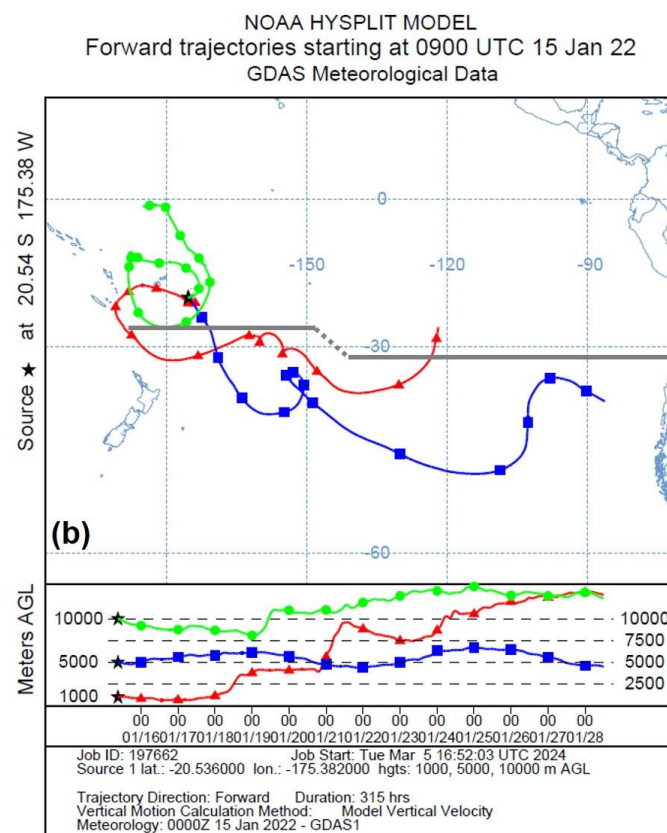 NOAA HYSPLIT MODEL
Forward trajectories starting at 0900 UTC 15 Jan 22
GDAS Meteorological Data
Source ★ at 20.54 S 175.38 W
0
-150
-120
-90
-30
-60
(b)
Meters AGL
10000
5000
1000
10000
7500
5000
2500
00 00 00 00 00 00 00 00 00 00 00 00 00
01/16 01/17 01/18 01/19 01/20 01/21 01/22 01/23 01/24 01/25 01/26 01/27 01/28
Job ID: 197662 Job Start: Tue Mar 5 16:52:03 UTC 2024
Source 1 lat.: -20.536000 lon.: -175.382000 hgts: 1000, 5000, 10000 m AGL
Trajectory Direction: Forward Duration: 315 hrs
Vertical Motion Calculation Method: Model Vertical Velocity
Meteorology: 0000Z 15 Jan 2022 - GDAS1